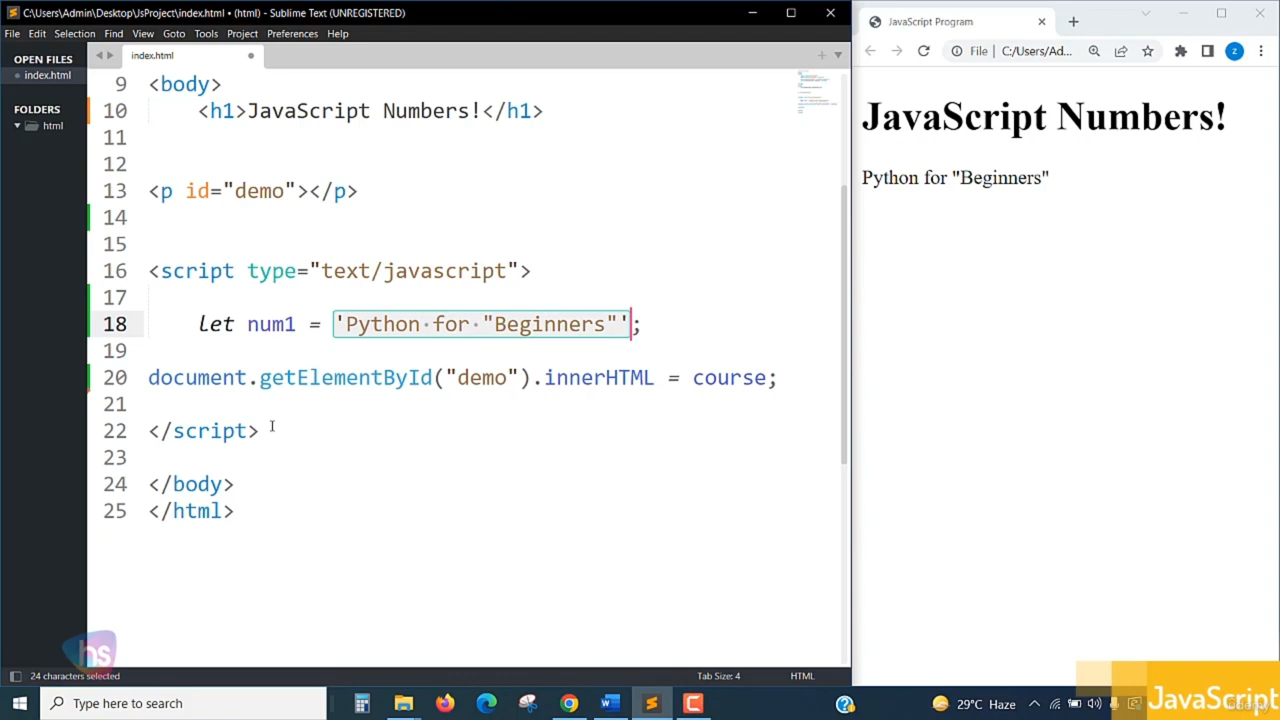 C:\Users\Admin\Desktop\JsProject\index.html • (html) - Sublime Text (UNREGISTERED)
File Edit Selection Find View Goto Tools Project Preferences Help
OPEN FILES
index.html
FOLDERS
html
index.html
9 <body>
10 <h1>JavaScript Numbers!</h1>
11
12
13 <p id="demo"></p>
14
15
16 <script type="text/javascript">
17
18 let num1 = 'Python for "Beginners"';
19
20 document.getElementById("demo").innerHTML = course;
21
22 </script>
23
24 </body>
25 </html>
hs
24 characters selected
Tab Size: 4
HTML
JavaScript Program
File
C:/Users/Ad...
z
JavaScript Numbers!
Python for "Beginners"
Type here to search
29°C Haze
JavaScript